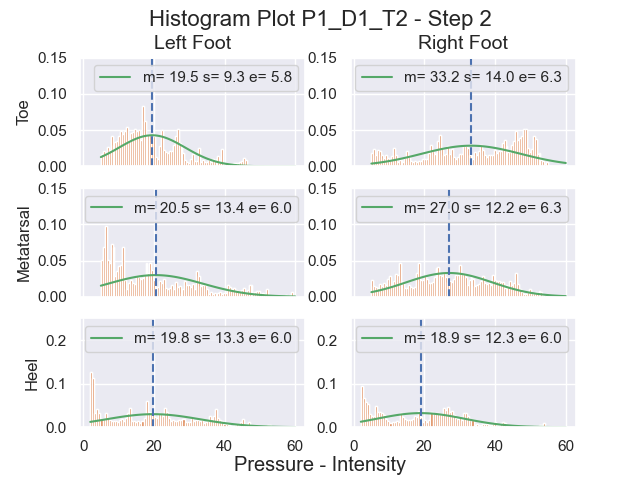 Histogram Plot P1_D1_T2 - Step 2
Left Foot
Right Foot
0.15
0.10
0.05
0.00
Toe
m= 19.5 s= 9.3 e= 5.8
0.15
0.10
0.05
0.00
m= 33.2 s= 14.0 e= 6.3
0.15
0.10
0.05
0.00
Metatarsal
m= 20.5 s= 13.4 e= 6.0
0.15
0.10
0.05
0.00
m= 27.0 s= 12.2 e= 6.3
0.2
0.1
0.0
Heel
m= 19.8 s= 13.3 e= 6.0
0 20 40 60
0.2
0.1
0.0
m= 18.9 s= 12.3 e= 6.0
0 20 40 60
Pressure - Intensity